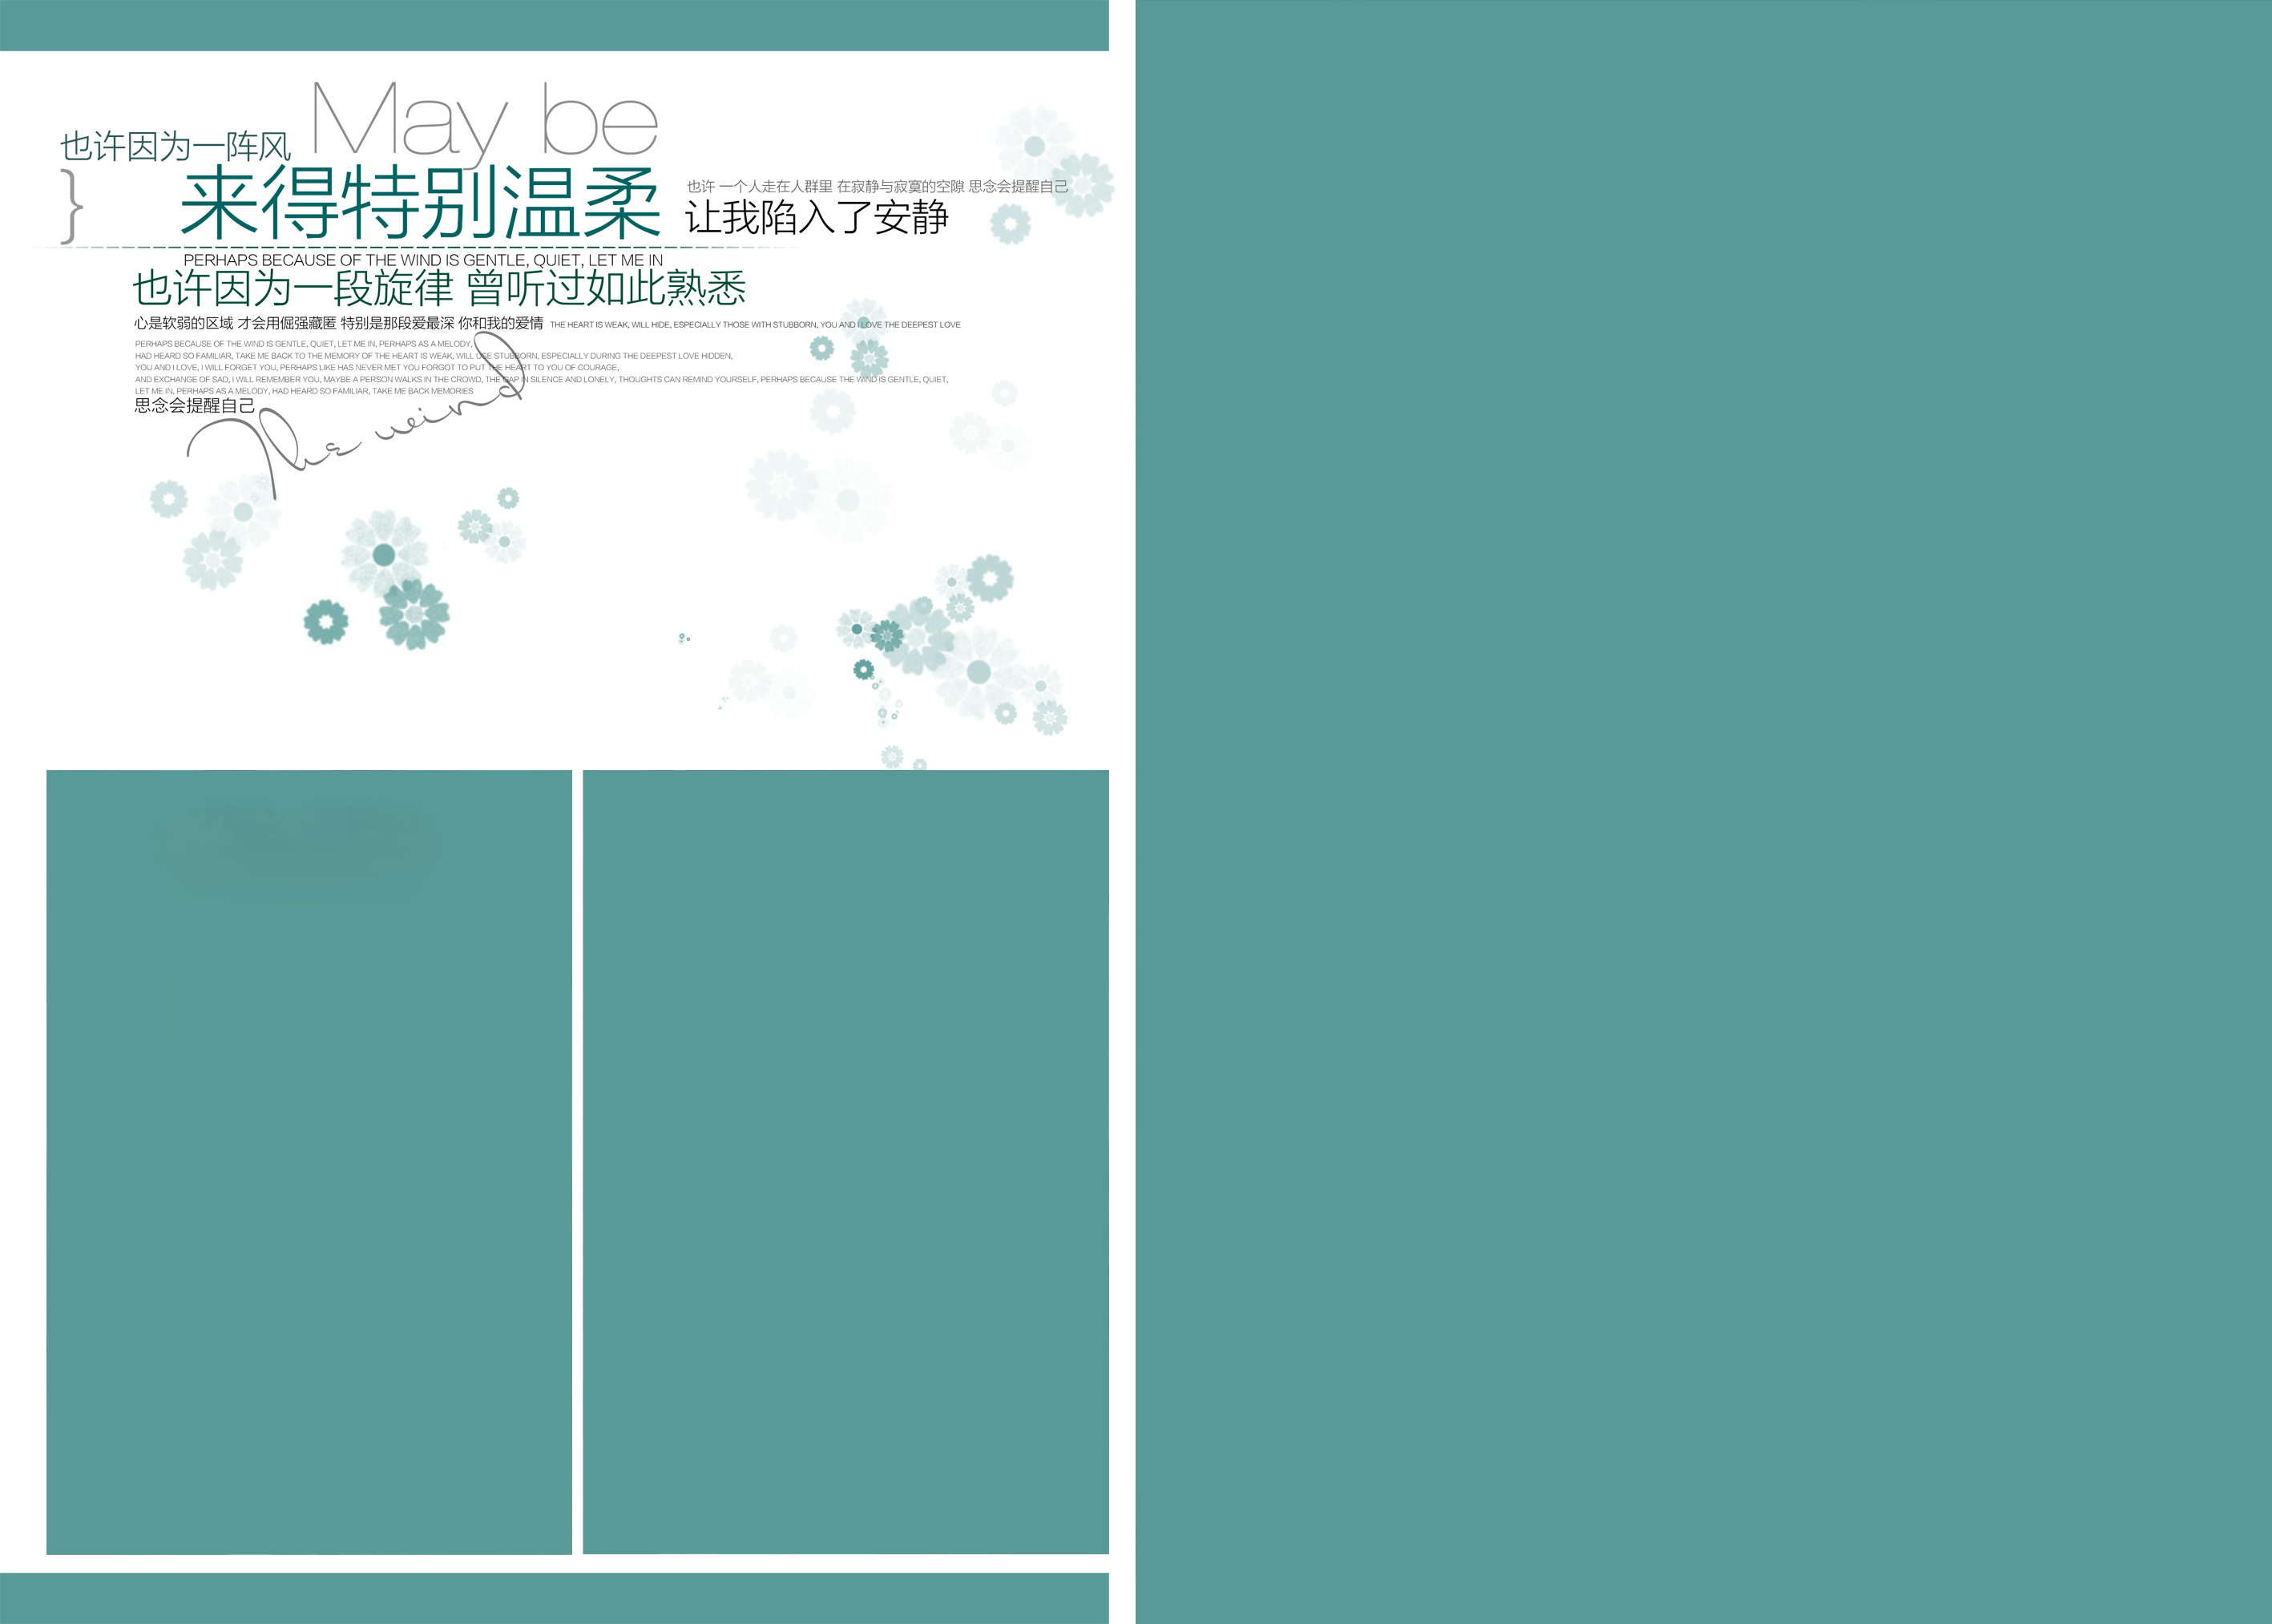 May be
也许因为一阵风
}
来得特别温柔
也许 一个人走在人群里 在寂静与寂寞的空隙 思念会提醒自己
让我陷入了安静
PERHAPS BECAUSE OF THE WIND IS GENTLE, QUIET, LET ME IN
也许因为一段旋律 曾听过如此熟悉
心是软弱的区域 才会用倔强藏匿 特别是那段爱最深 你和我的爱情 THE HEART IS WEAK, WILL HIDE, ESPECIALLY THOSE WITH STUBBORN, YOU AND I LOVE THE DEEPEST LOVE
PERHAPS BECAUSE OF THE WIND IS GENTLE, QUIET, LET ME IN, PERHAPS AS A MELODY,
HAD HEARD SO FAMILIAR, TAKE ME BACK TO THE MEMORY OF THE HEART IS WEAK, WILL USE STUBBORN, ESPECIALLY DURING THE DEEPEST LOVE HIDDEN,
YOU AND I LOVE, I WILL FORGET YOU, PERHAPS LIKE HAS NEVER MET YOU FORGOT TO PUT THE HEART TO YOU OF COURAGE,
AND EXCHANGE OF SAD, I WILL REMEMBER YOU, MAYBE A PERSON WALKS IN THE CROWD, THE GAP IN SILENCE AND LONELY, THOUGHTS CAN REMIND YOURSELF, PERHAPS BECAUSE THE WIND IS GENTLE, QUIET,
LET ME IN, PERHAPS AS A MELODY, HAD HEARD SO FAMILIAR, TAKE ME BACK MEMORIES
思念会提醒自己
The wind